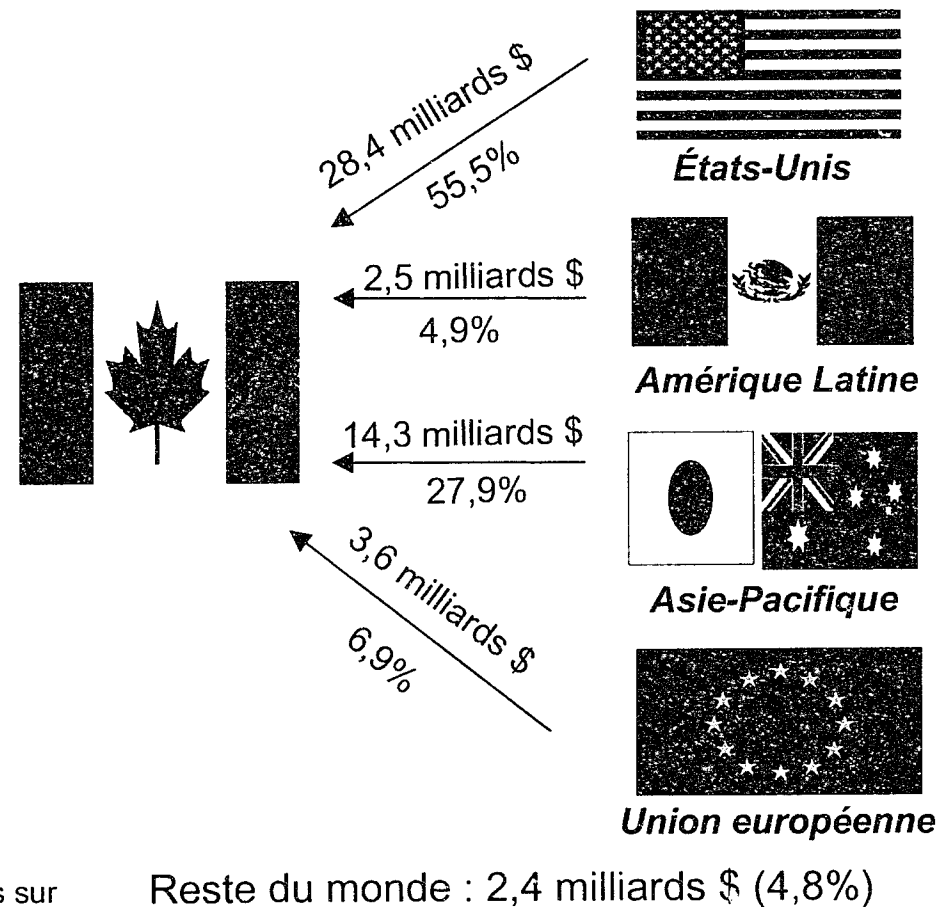 28,4 milliards $
55,5%
États-Unis
2,5 milliards $
4,9%
Amérique Latine
14,3 milliards $
27,9%
Asie-Pacifique
3,6 milliards $
6,9%
Union européenne
s sur
Reste du monde : 2,4 milliards $ (4,8%)